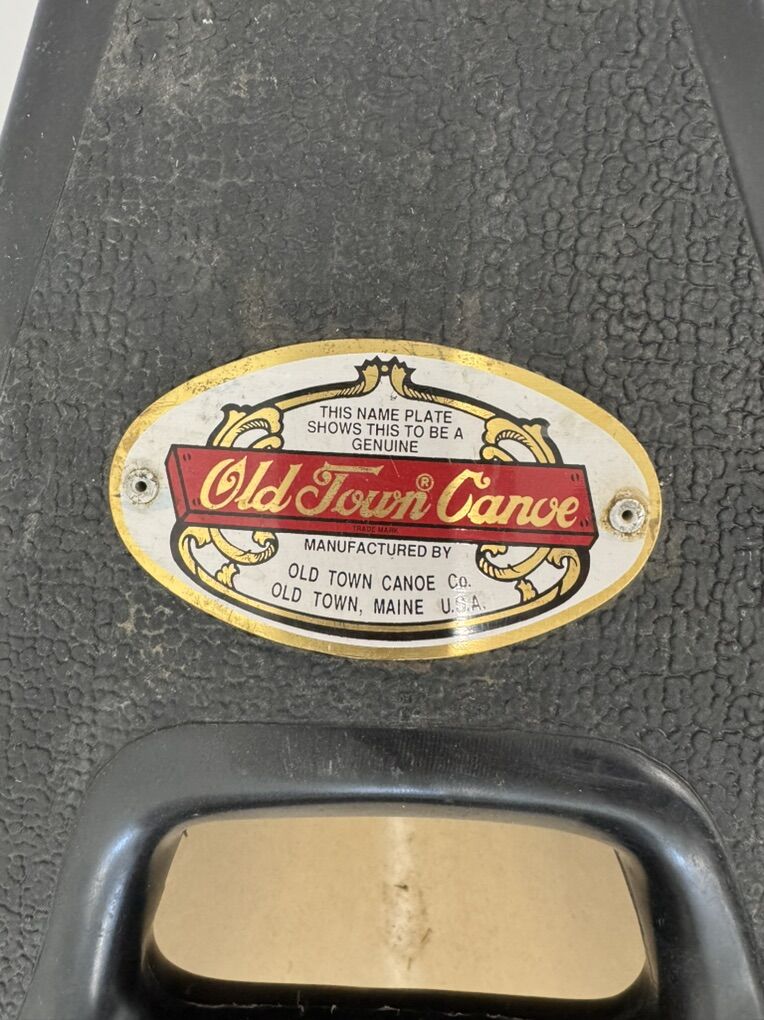 THIS NAME PLATE
SHOWS THIS TO BE A
GENUINE
Old Town® Canoe
TRADE MARK
MANUFACTURED BY
OLD TOWN CANOE Co.
OLD TOWN, MAINE U.S.A.